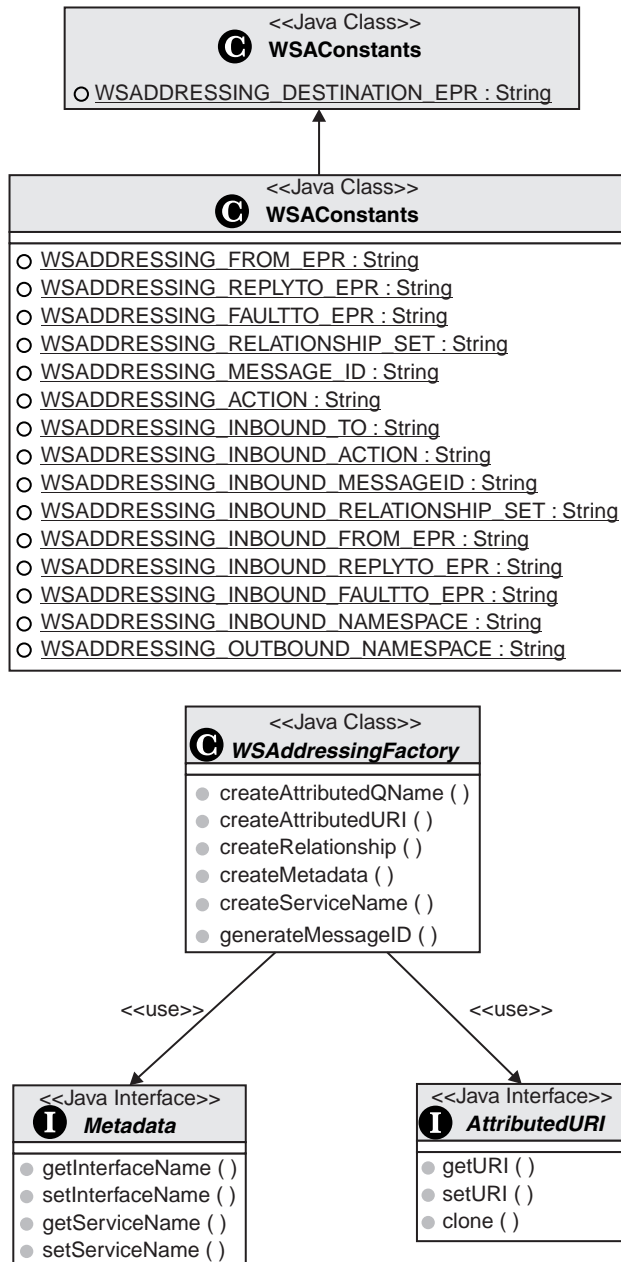 <<Java Class>>
C WSAConstants
WSADDRESSING_DESTINATION_EPR : String
<<Java Class>>
C WSAConstants
WSADDRESSING_FROM_EPR : String
WSADDRESSING_REPLYTO_EPR : String
WSADDRESSING_FAULTTO_EPR : String
WSADDRESSING_RELATIONSHIP_SET : String
WSADDRESSING_MESSAGE_ID : String
WSADDRESSING_ACTION : String
WSADDRESSING_INBOUND_TO : String
WSADDRESSING_INBOUND_ACTION : String
WSADDRESSING_INBOUND_MESSAGEID : String
WSADDRESSING_INBOUND_RELATIONSHIP_SET : String
WSADDRESSING_INBOUND_FROM_EPR : String
WSADDRESSING_INBOUND_REPLYTO_EPR : String
WSADDRESSING_INBOUND_FAULTTO_EPR : String
WSADDRESSING_INBOUND_NAMESPACE : String
WSADDRESSING_OUTBOUND_NAMESPACE : String
<<Java Class>>
C WSAddressingFactory
createAttributedQName ( )
createAttributedURI ( )
createRelationship ( )
createMetadata ( )
createServiceName ( )
generateMessageID ( )
<<use>>
<<use>>
<<Java Interface>>
I Metadata
getInterfaceName ( )
setInterfaceName ( )
getServiceName ( )
setServiceName ( )
<<Java Interface>>
I AttributedURI
getURI ( )
setURI ( )
clone ( )